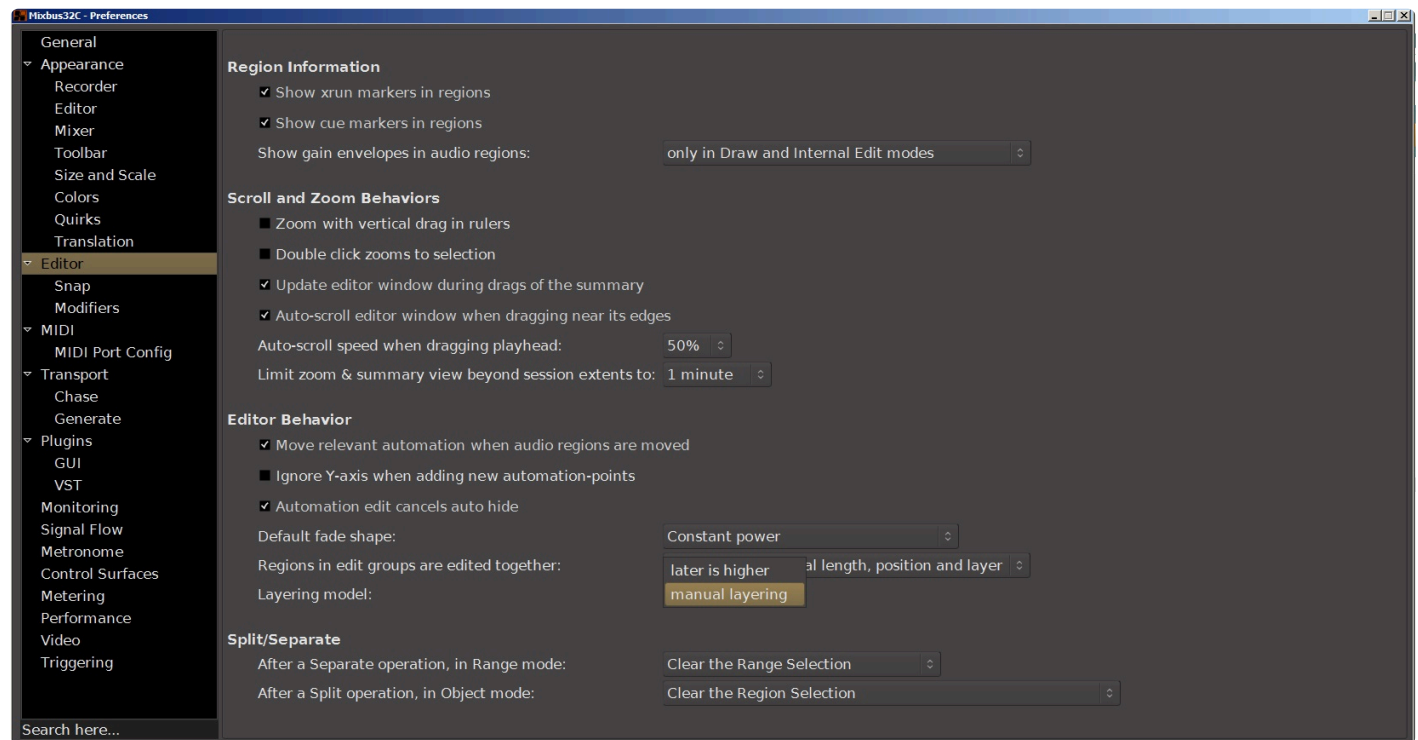 Mixbus32C - Preferences
General
Appearance
Recorder
Editor
Mixer
Toolbar
Size and Scale
Colors
Quirks
Translation
Editor
Snap
Modifiers
MIDI
MIDI Port Config
Transport
Chase
Generate
Plugins
GUI
VST
Monitoring
Signal Flow
Metronome
Control Surfaces
Metering
Performance
Video
Triggering
Search here...
Region Information
Show xrun markers in regions
Show cue markers in regions
Show gain envelopes in audio regions: only in Draw and Internal Edit modes
Scroll and Zoom Behaviors
Zoom with vertical drag in rulers
Double click zooms to selection
Update editor window during drags of the summary
Auto-scroll editor window when dragging near its edges
Auto-scroll speed when dragging playhead: 50%
Limit zoom & summary view beyond session extents to: 1 minute
Editor Behavior
Move relevant automation when audio regions are moved
Ignore Y-axis when adding new automation-points
Automation edit cancels auto hide
Default fade shape: Constant power
Regions in edit groups are edited together: later is higher al length, position and layer
Layering model: manual layering
Split/Separate
After a Separate operation, in Range mode: Clear the Range Selection
After a Split operation, in Object mode: Clear the Region Selection